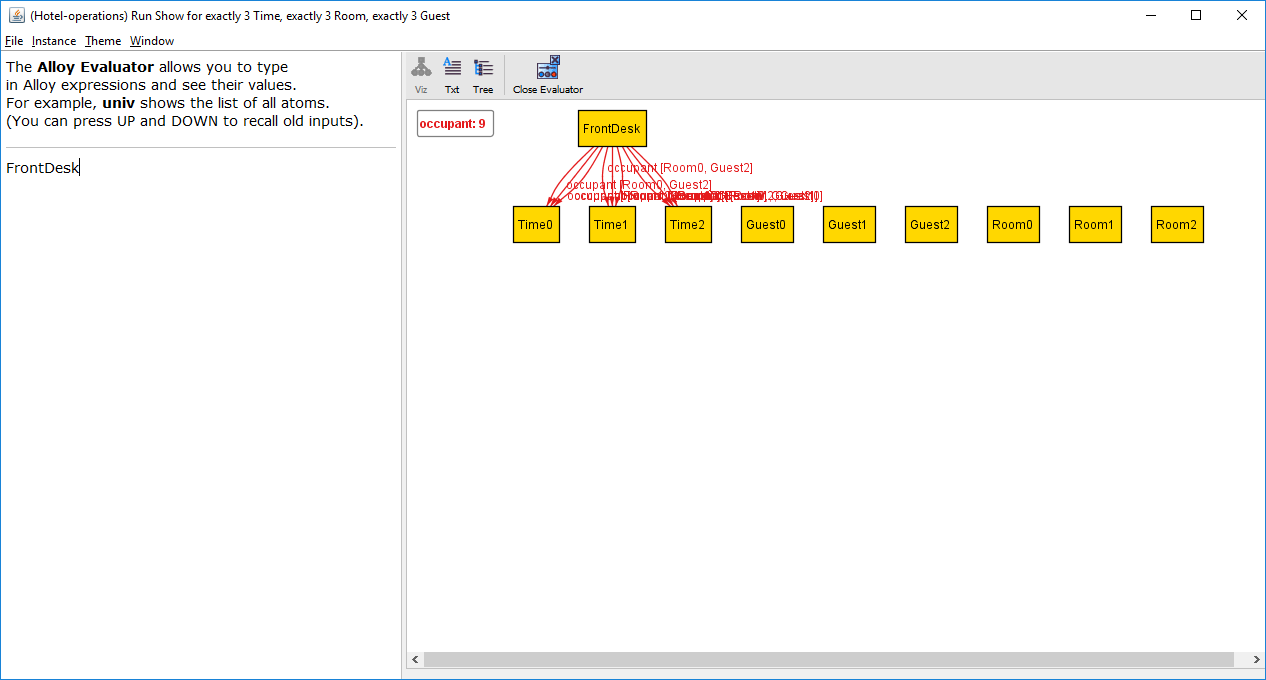 (Hotel-operations) Run Show for exactly 3 Time, exactly 3 Room, exactly 3 Guest
File Instance Theme Window
The Alloy Evaluator allows you to type
in Alloy expressions and see their values.
For example, univ shows the list of all atoms.
(You can press UP and DOWN to recall old inputs).
FrontDesk
Viz Txt Tree Close Evaluator
occupant: 9
FrontDesk
occupant [Room0, Guest2]
occupant [Room0, Guest2]
Time0 Time1 Time2 Guest0 Guest1 Guest2 Room0 Room1 Room2